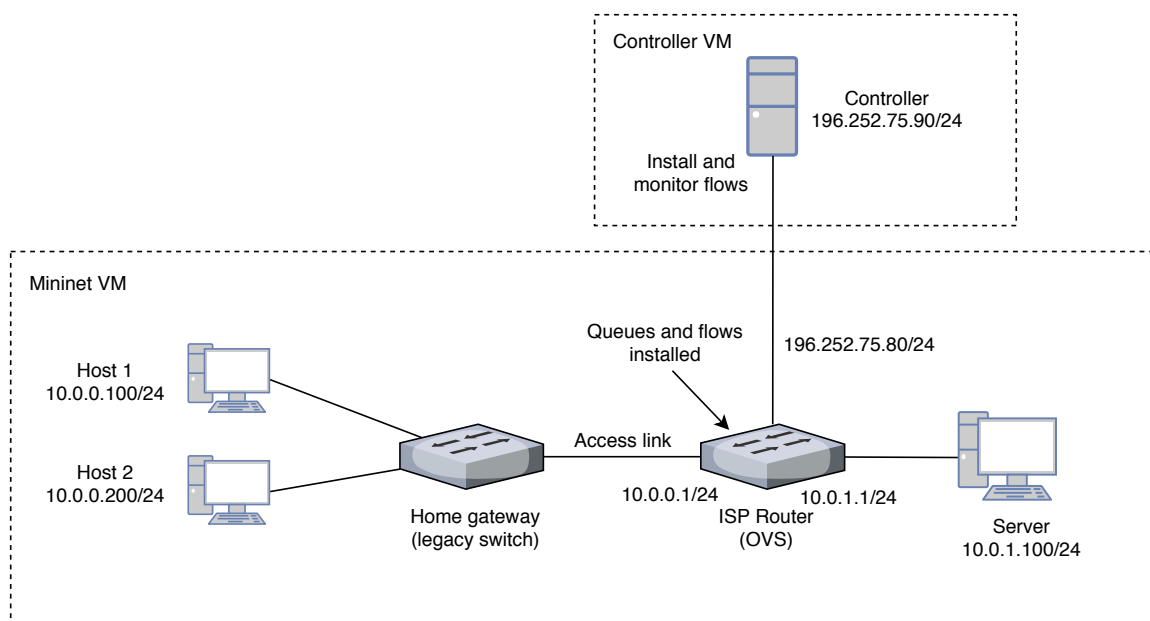 Controller VM
Controller
196.252.75.90/24
Install and
monitor flows
Mininet VM
Queues and flows
installed
196.252.75.80/24
Host 1
10.0.0.100/24
Access link
Host 2
10.0.0.200/24
10.0.0.1/24
10.0.1.1/24
Home gateway
(legacy switch)
ISP Router
(OVS)
Server
10.0.1.100/24